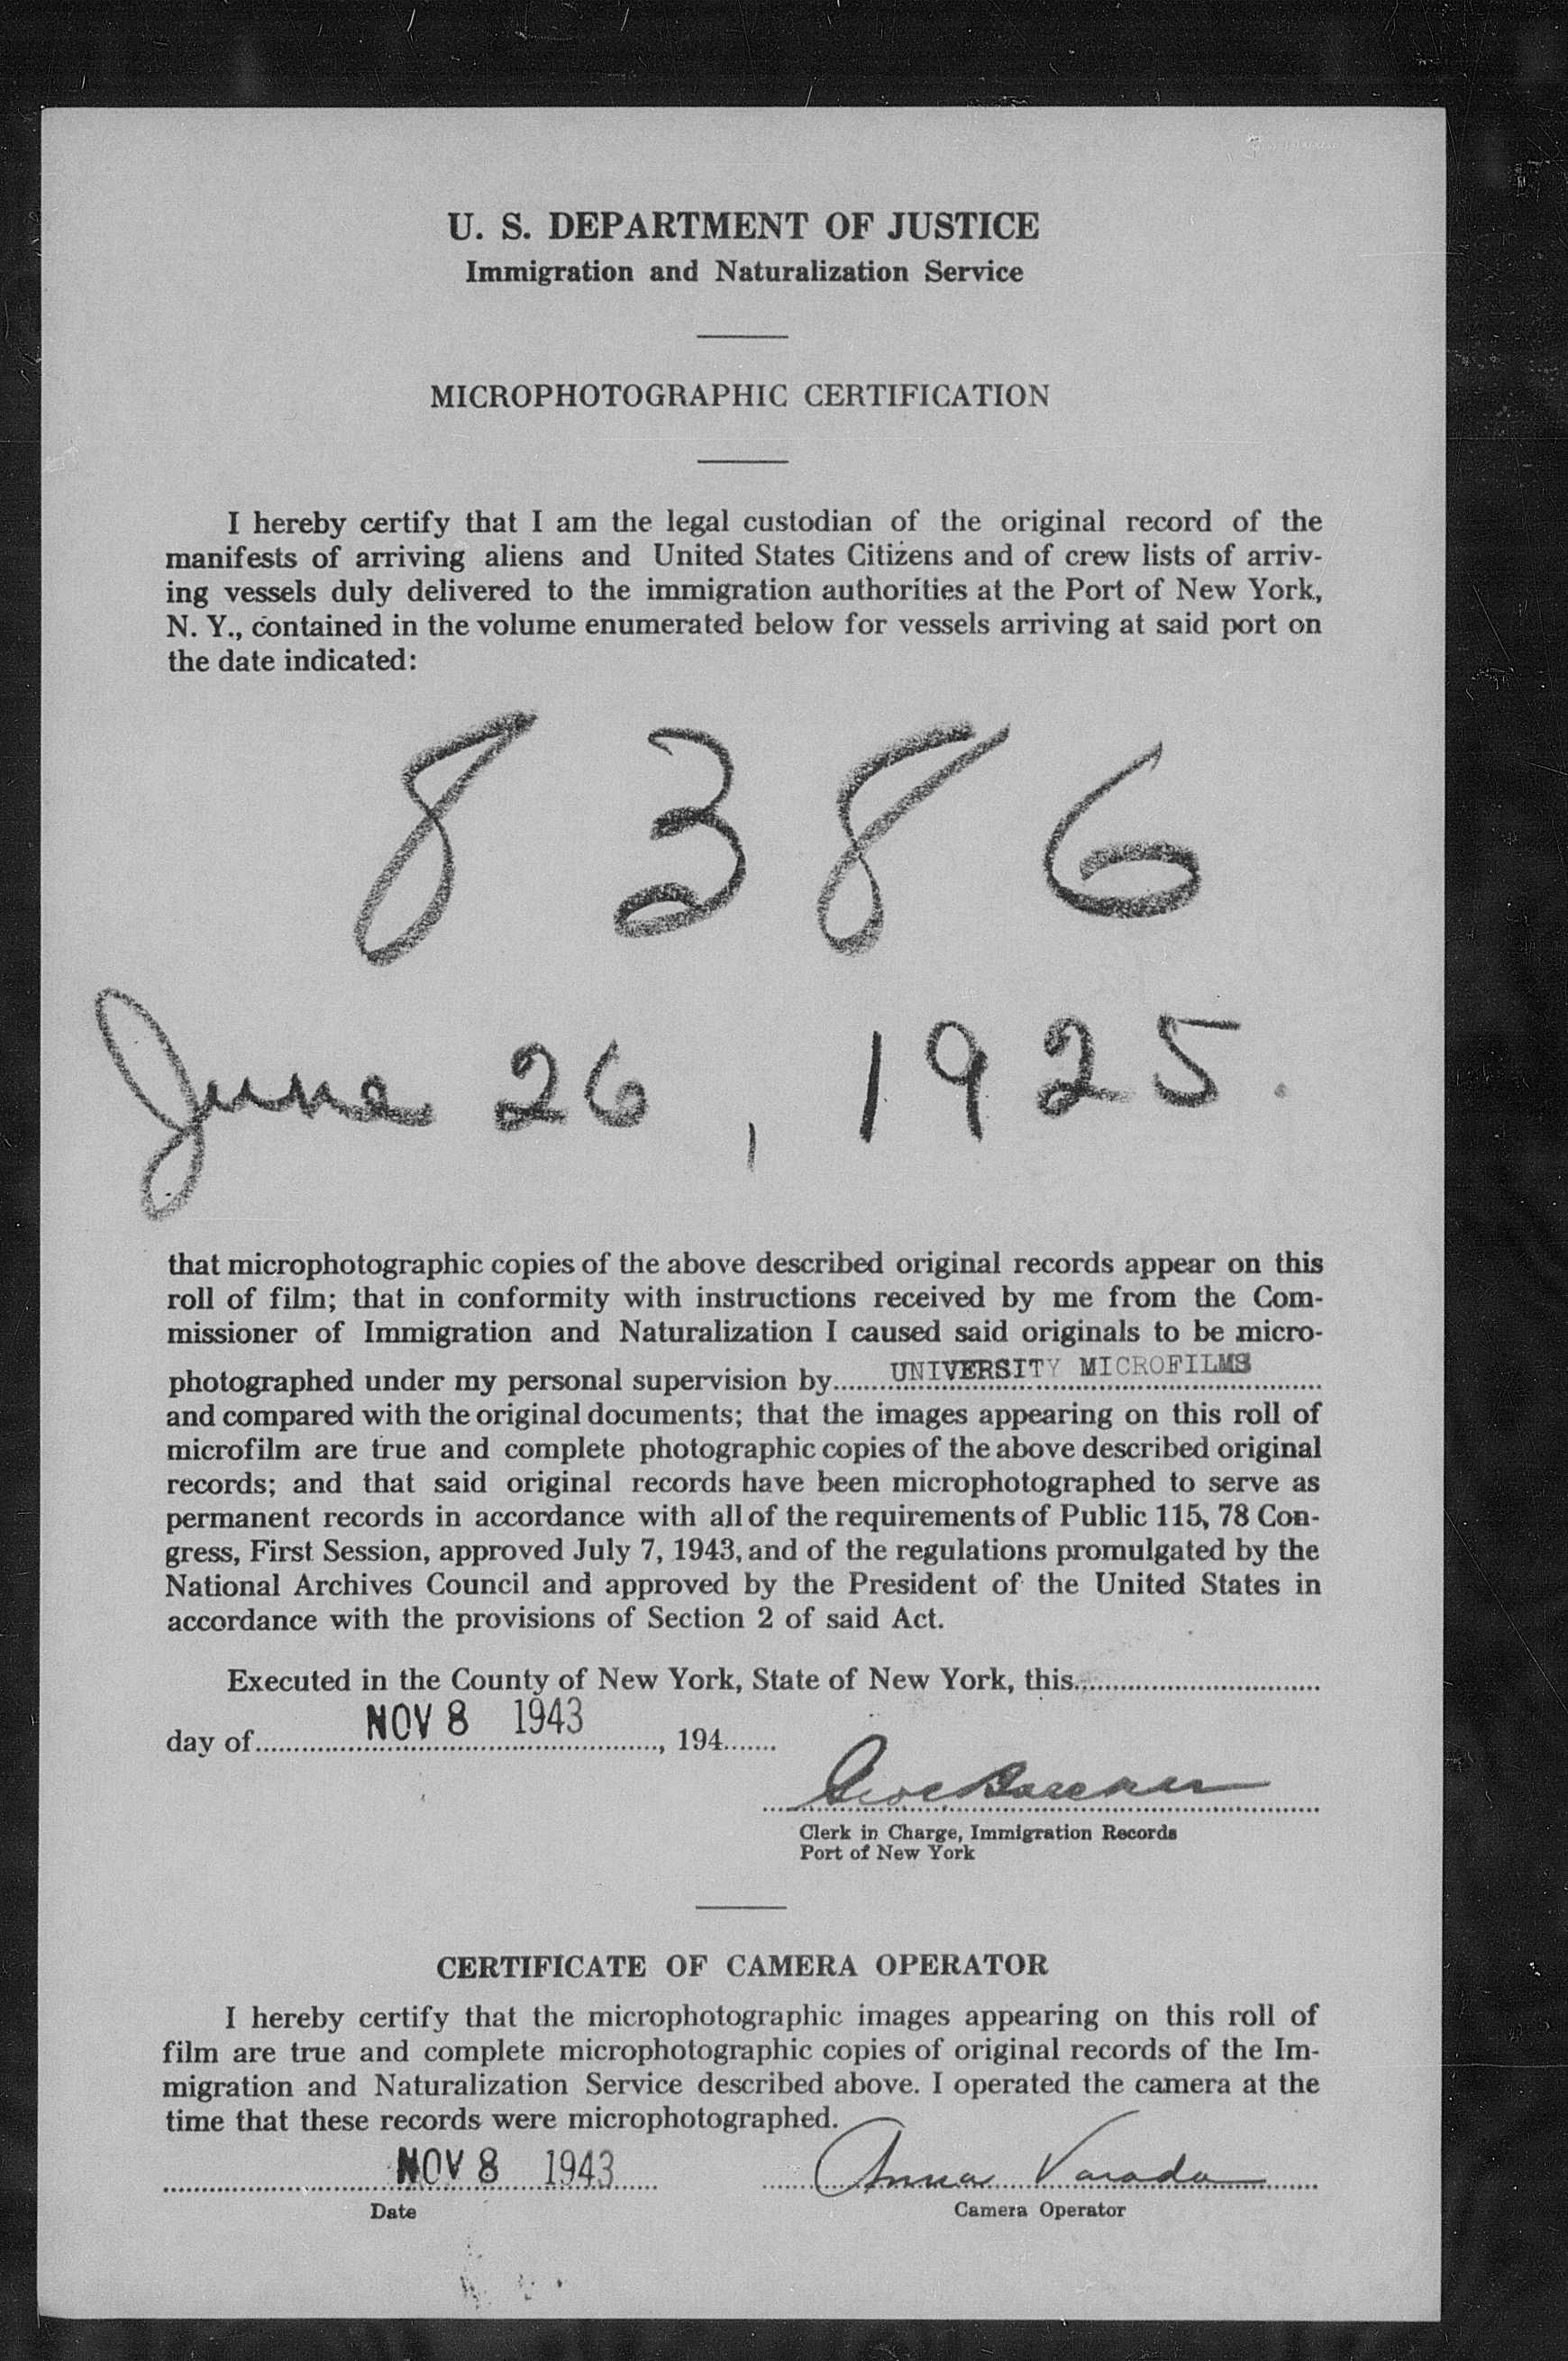 U. S. DEPARTMENT OF JUSTICE
Immigration and Naturalization Service
MICROPHOTOGRAPHIC CERTIFICATION
I hereby certify that I am the legal custodian of the original record of the
manifests of arriving aliens and United States Citizens and of crew lists of arriv-
ing vessels duly delivered to the immigration authorities at the Port of New York,
N. Y., contained in the volume enumerated below for vessels arriving at said port on
the date indicated:
8 3 8 6
June 26, 1925.
that microphotographic copies of the above described original records appear on this
roll of film; that in conformity with instructions received by me from the Com-
missioner of Immigration and Naturalization I caused said originals to be micro-
photographed under my personal supervision by UNIVERSITY MICROFILMS
and compared with the original documents; that the images appearing on this roll of
microfilm are true and complete photographic copies of the above described original
records; and that said original records have been microphotographed to serve as
permanent records in accordance with all of the requirements of Public 115, 78 Con-
gress, First Session, approved July 7, 1943, and of the regulations promulgated by the
National Archives Council and approved by the President of the United States in
accordance with the provisions of Section 2 of said Act.
Executed in the County of New York, State of New York, this
day of NOV 8 1943, 194
Clerk in Charge, Immigration Records
Port of New York
CERTIFICATE OF CAMERA OPERATOR
I hereby certify that the microphotographic images appearing on this roll of
film are true and complete microphotographic copies of original records of the Im-
migration and Naturalization Service described above. I operated the camera at the
time that these records were microphotographed.
NOV 8 1943 Anna Varada
Date Camera Operator